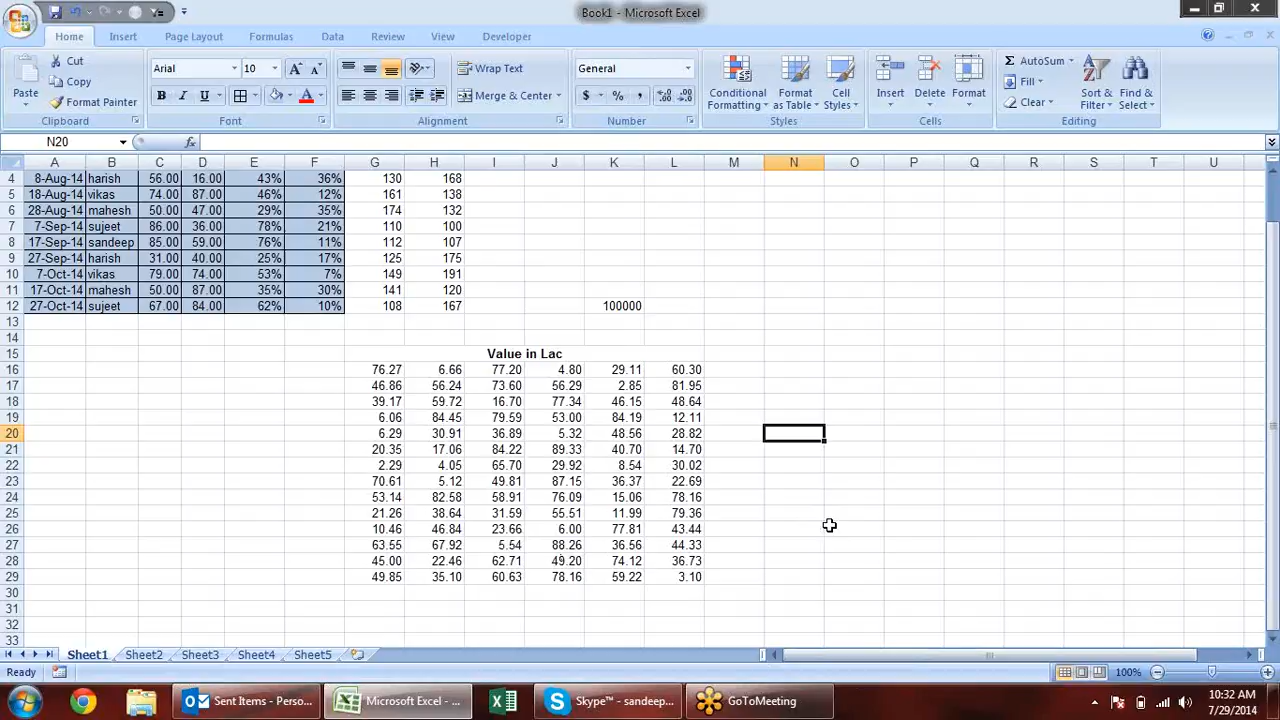 Book1 - Microsoft Excel
Home Insert Page Layout Formulas Data Review View Developer
Cut
Copy
Format Painter
Paste
Clipboard
Arial 10
B I U
Font
Wrap Text
Merge & Center
Alignment
General
$ % ,
Number
Conditional Formatting
Format as Table
Cell Styles
Styles
Insert Delete Format
Cells
AutoSum
Fill
Clear
Sort & Filter
Find & Select
Editing
N20 fx
A B C D E F G H I J K L M N O P Q R S T U
4 8-Aug-14 harish 56.00 16.00 43% 36% 130 168
5 18-Aug-14 vikas 74.00 87.00 46% 12% 161 138
6 28-Aug-14 mahesh 50.00 47.00 29% 35% 174 132
7 7-Sep-14 sujeet 86.00 36.00 78% 21% 110 100
8 17-Sep-14 sandeep 85.00 59.00 76% 11% 112 107
9 27-Sep-14 harish 31.00 40.00 25% 17% 125 175
10 7-Oct-14 vikas 79.00 74.00 53% 7% 149 191
11 17-Oct-14 mahesh 50.00 87.00 35% 30% 141 120
12 27-Oct-14 sujeet 67.00 84.00 62% 10% 108 167 100000
13
14
15 Value in Lac
16 76.27 6.66 77.20 4.80 29.11 60.30
17 46.86 56.24 73.60 56.29 2.85 81.95
18 39.17 59.72 16.70 77.34 46.15 48.64
19 6.06 84.45 79.59 53.00 84.19 12.11
20 6.29 30.91 36.89 5.32 48.56 28.82
21 20.35 17.06 84.22 89.33 40.70 14.70
22 2.29 4.05 65.70 29.92 8.54 30.02
23 70.61 5.12 49.81 87.15 36.37 22.69
24 53.14 82.58 58.91 76.09 15.06 78.16
25 21.26 38.64 31.59 55.51 11.99 79.36
26 10.46 46.84 23.66 6.00 77.81 43.44
27 63.55 67.92 5.54 88.26 36.56 44.33
28 45.00 22.46 62.71 49.20 74.12 36.73
29 49.85 35.10 60.63 78.16 59.22 3.10
30
31
32
33
Sheet1 Sheet2 Sheet3 Sheet4 Sheet5
Ready 100%
Sent Items - Perso... Microsoft Excel - ... Skype™ - sandeep... GoToMeeting
10:32 AM
7/29/2014